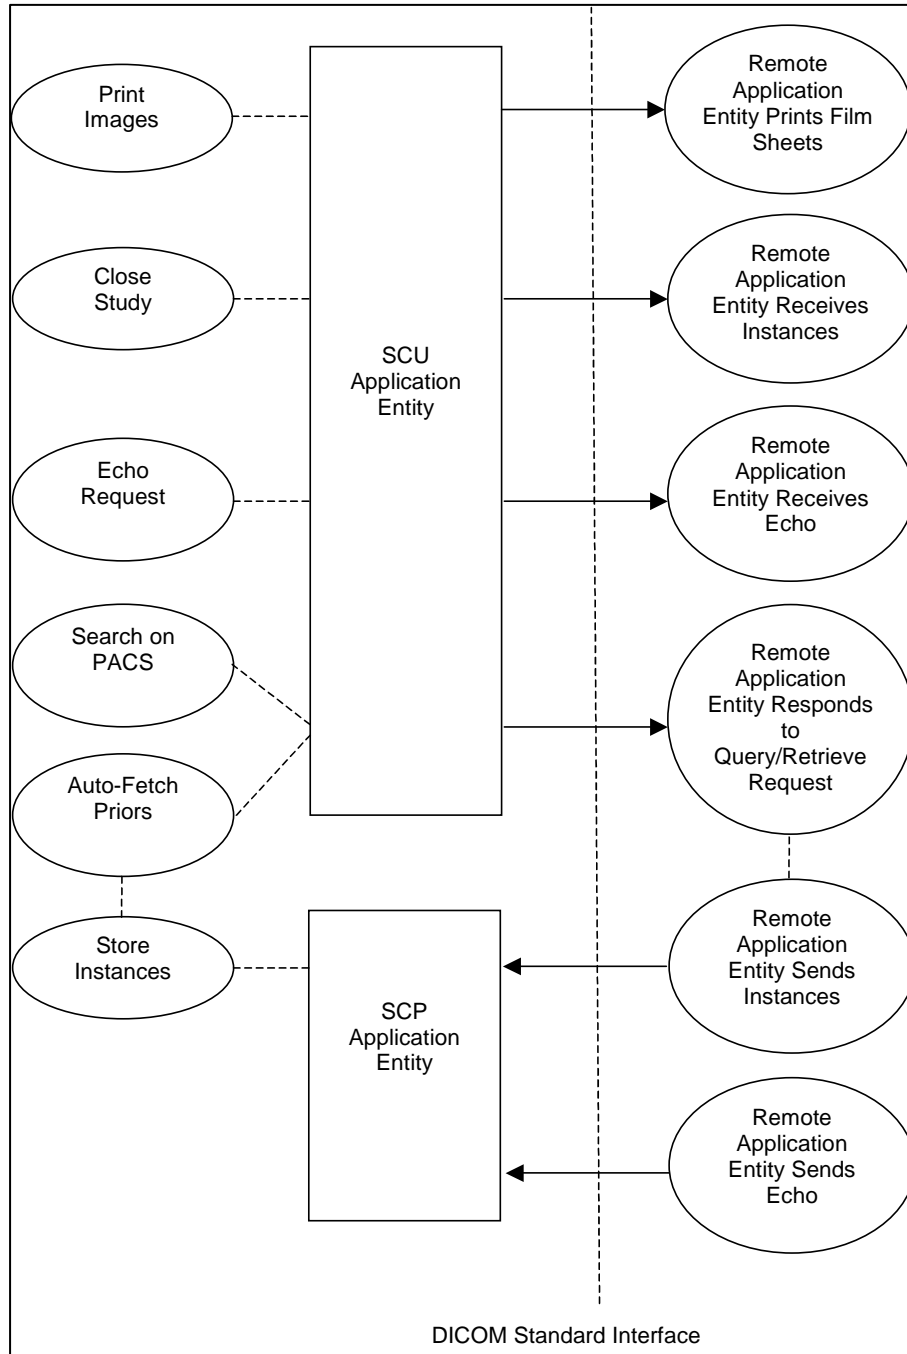 Print
Images
Remote
Application
Entity Prints Film
Sheets
Close
Study
Remote
Application
Entity Receives
Instances
SCU
Application
Entity
Echo
Request
Remote
Application
Entity Receives
Echo
Search on
PACS
Remote
Application
Entity Responds
to
Query/Retrieve
Request
Auto-Fetch
Priors
Store
Instances
Remote
Application
Entity Sends
Instances
SCP
Application
Entity
Remote
Application
Entity Sends
Echo
DICOM Standard Interface